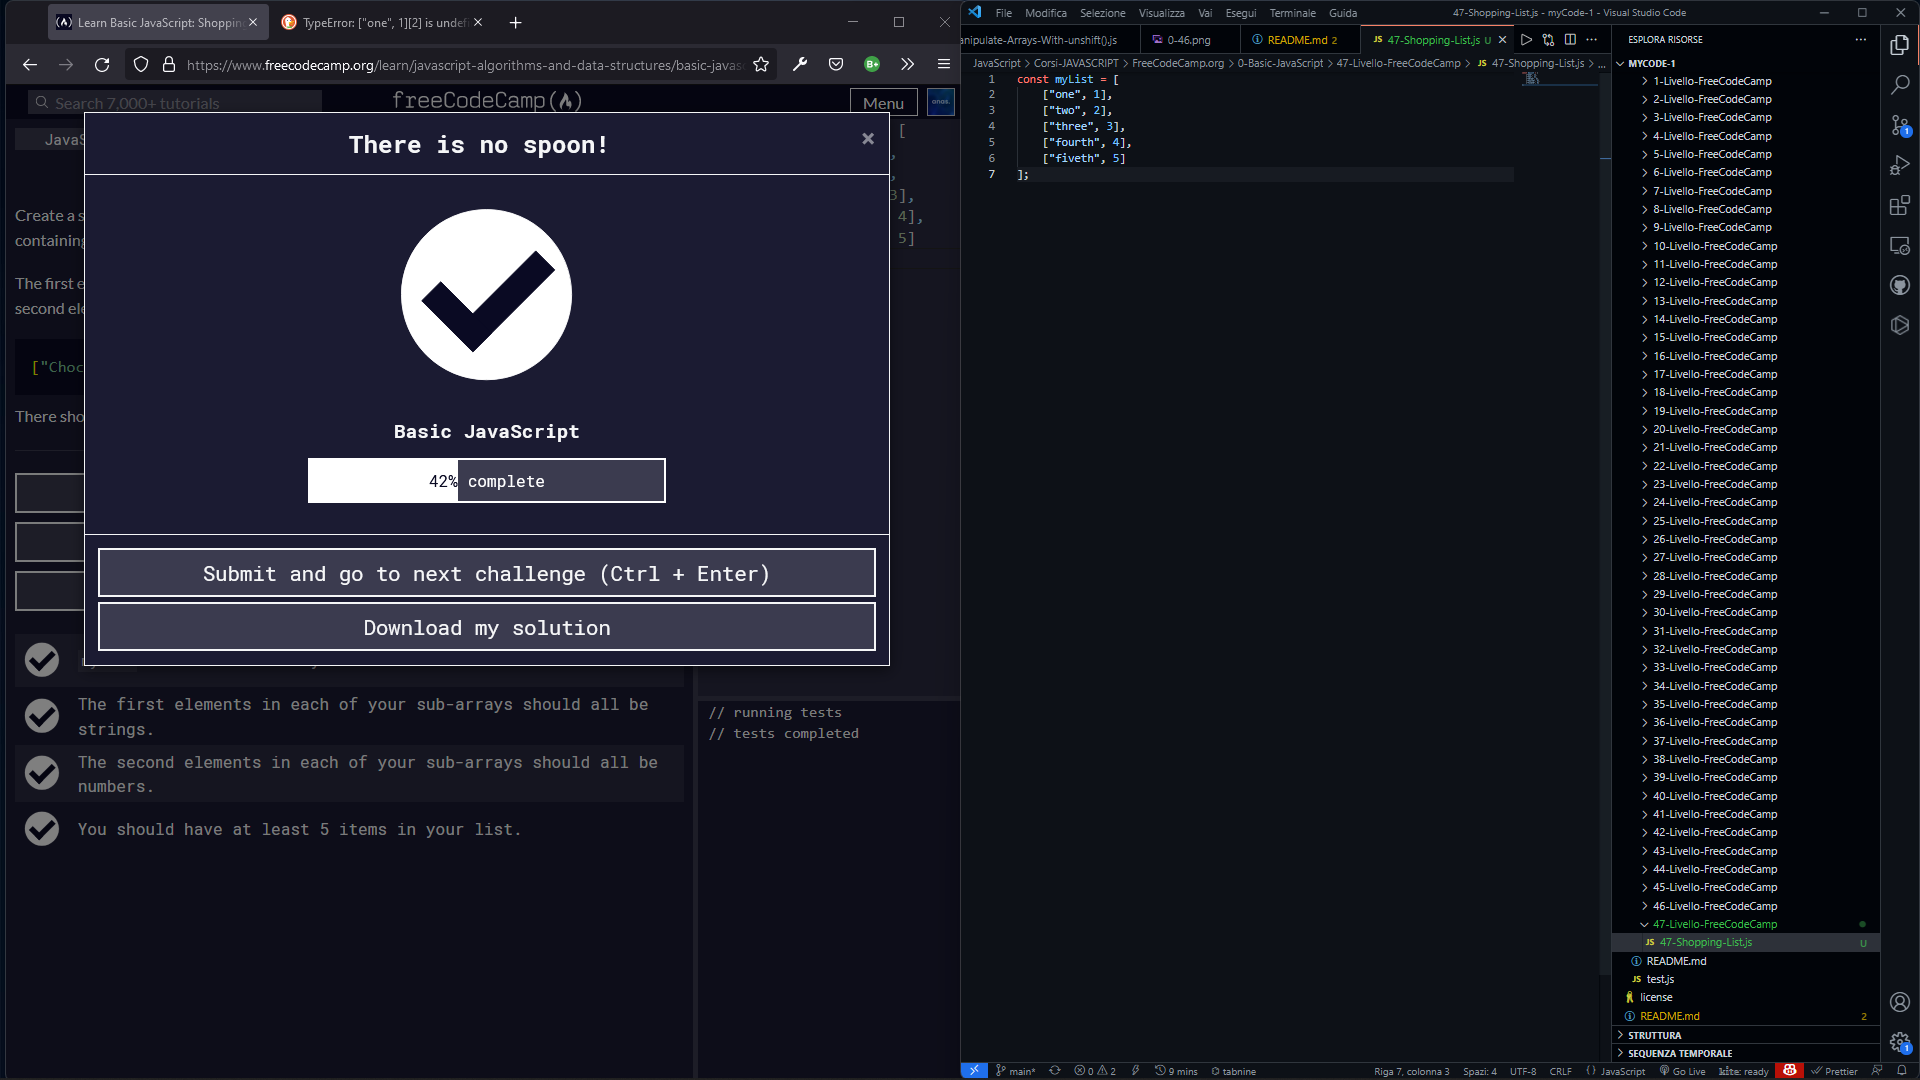 Learn Basic JavaScript: Shoppin
TypeError: ["one", 1][2] is undefi
https://www.freecodecamp.org/learn/javascript-algorithms-and-data-structures/basic-javas
Search 7,000+ tutorials
freeCodeCamp
Menu
JavaS
There is no spoon!
Create a s
containing
The first e
second ele
["Choc
There sho
[
,
,
3],
4],
5]
Basic JavaScript
42% complete
Submit and go to next challenge (Ctrl + Enter)
Download my solution
The first elements in each of your sub-arrays should all be
strings.
The second elements in each of your sub-arrays should all be
numbers.
You should have at least 5 items in your list.
// running tests
// tests completed
File Modifica Selezione Visualizza Vai Esegui Terminale Guida
47-Shopping-List.js - myCode-1 - Visual Studio Code
anipulate-Arrays-With-unshift().js
0-46.png
README.md 2
JS 47-Shopping-List.js U
JavaScript > Corsi-JAVASCRIPT > FreeCodeCamp.org > 0-Basic-JavaScript > 47-Livello-FreeCodeCamp > JS 47-Shopping-List.js > ...
1 const myList = [
2 ["one", 1],
3 ["two", 2],
4 ["three", 3],
5 ["fourth", 4],
6 ["fiveth", 5]
7 ];
ESPLORA RISORSE
MYCODE-1
1-Livello-FreeCodeCamp
2-Livello-FreeCodeCamp
3-Livello-FreeCodeCamp
4-Livello-FreeCodeCamp
5-Livello-FreeCodeCamp
6-Livello-FreeCodeCamp
7-Livello-FreeCodeCamp
8-Livello-FreeCodeCamp
9-Livello-FreeCodeCamp
10-Livello-FreeCodeCamp
11-Livello-FreeCodeCamp
12-Livello-FreeCodeCamp
13-Livello-FreeCodeCamp
14-Livello-FreeCodeCamp
15-Livello-FreeCodeCamp
16-Livello-FreeCodeCamp
17-Livello-FreeCodeCamp
18-Livello-FreeCodeCamp
19-Livello-FreeCodeCamp
20-Livello-FreeCodeCamp
21-Livello-FreeCodeCamp
22-Livello-FreeCodeCamp
23-Livello-FreeCodeCamp
24-Livello-FreeCodeCamp
25-Livello-FreeCodeCamp
26-Livello-FreeCodeCamp
27-Livello-FreeCodeCamp
28-Livello-FreeCodeCamp
29-Livello-FreeCodeCamp
30-Livello-FreeCodeCamp
31-Livello-FreeCodeCamp
32-Livello-FreeCodeCamp
33-Livello-FreeCodeCamp
34-Livello-FreeCodeCamp
35-Livello-FreeCodeCamp
36-Livello-FreeCodeCamp
37-Livello-FreeCodeCamp
38-Livello-FreeCodeCamp
39-Livello-FreeCodeCamp
40-Livello-FreeCodeCamp
41-Livello-FreeCodeCamp
42-Livello-FreeCodeCamp
43-Livello-FreeCodeCamp
44-Livello-FreeCodeCamp
45-Livello-FreeCodeCamp
46-Livello-FreeCodeCamp
47-Livello-FreeCodeCamp
JS 47-Shopping-List.js U
README.md
JS test.js
license
README.md 2
STRUTTURA
SEQUENZA TEMPORALE
main* 0 2 9 mins tabnine
Riga 7, colonna 3 Spazi: 4 UTF-8 CRLF JavaScript Go Live kite: ready Prettier